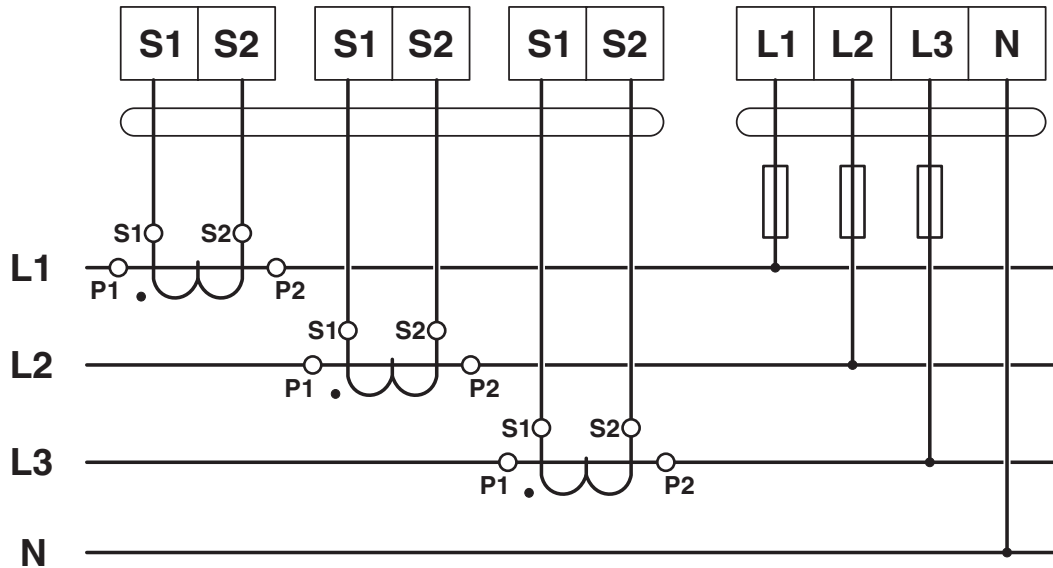 S1 S2 S1 S2 S1 S2 L1 L2 L3 N
S1 S2
L1
P1 P2
S1 S2
L2
P1 P2
S1 S2
L3
P1 P2
N